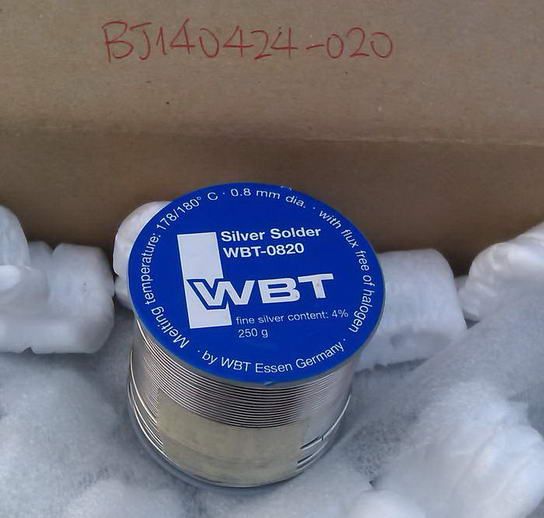 BJ140424-020
Melting temperature: 178/180° C · 0.8 mm dia. · with flux free of halogen
Silver Solder
WBT-0820
WBT
fine silver content: 4%
250 g
· by WBT Essen Germany ·